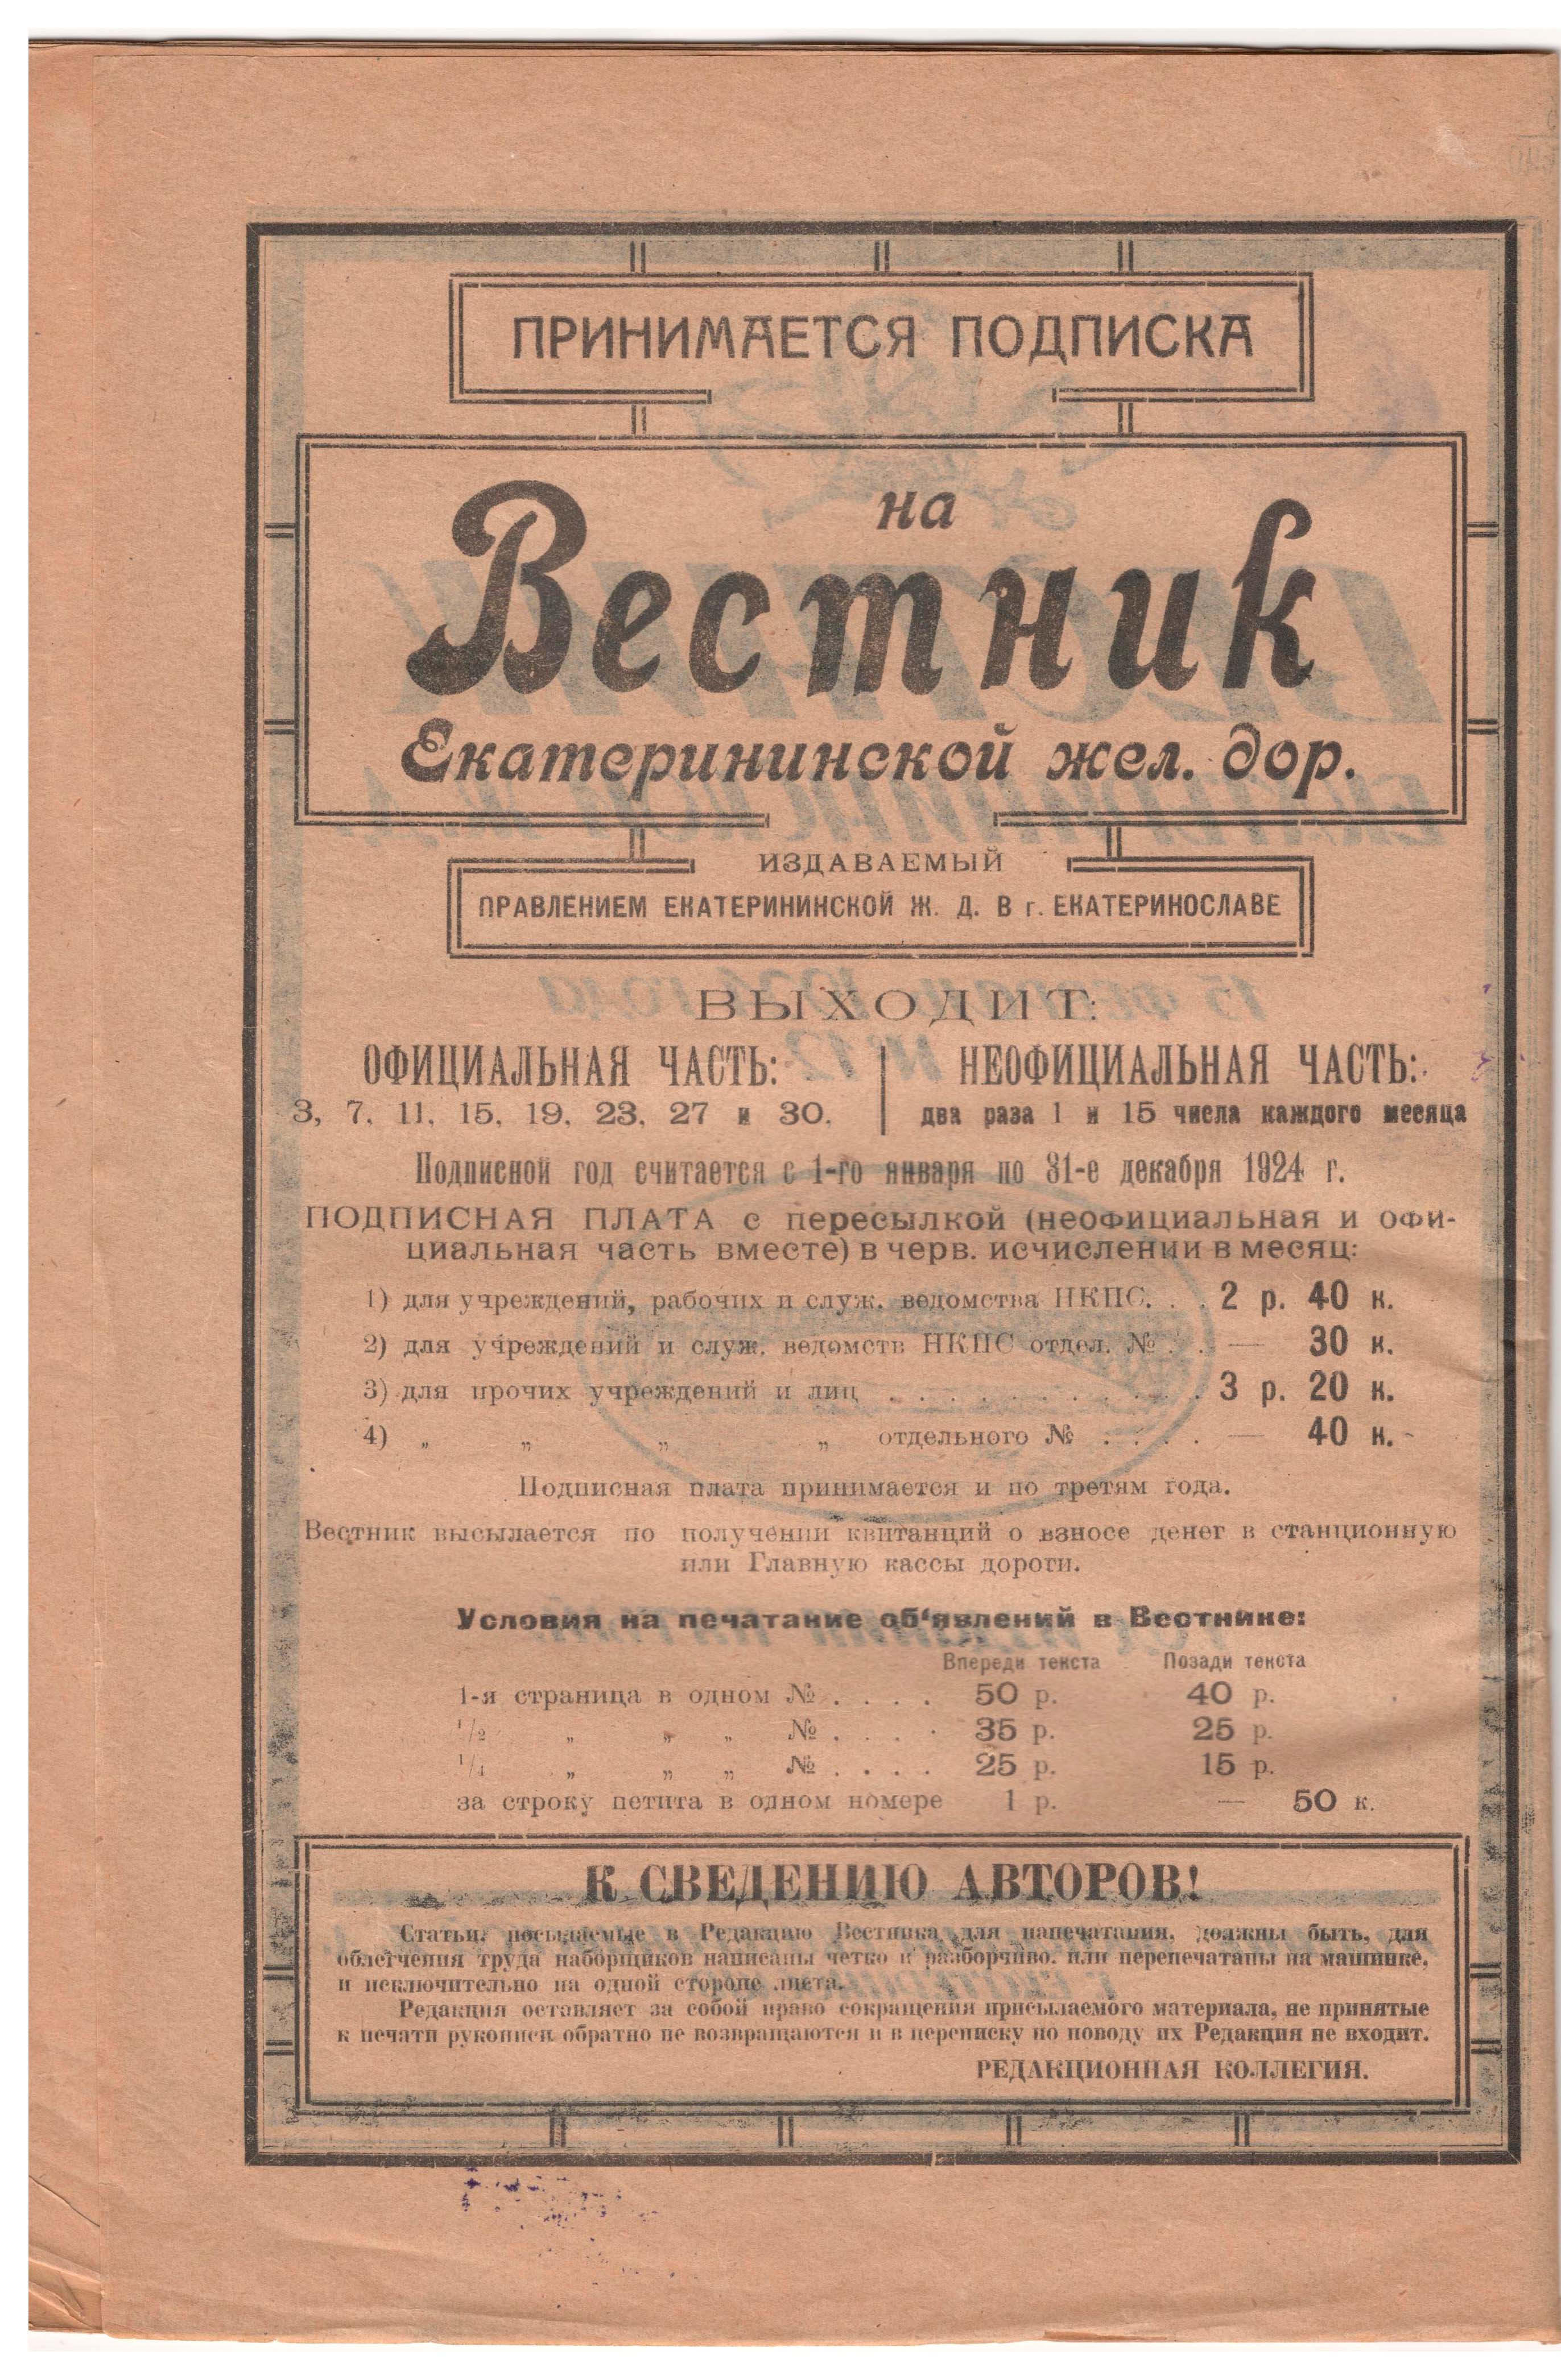 ПРИНИМАЕТСЯ ПОДПИСКА
на
Вестник
Екатерининской жел. дор.
ИЗДАВАЕМЫЙ
ПРАВЛЕНИЕМ ЕКАТЕРИНИНСКОЙ Ж. Д. В г. ЕКАТЕРИНОСЛАВЕ
ВЫХОДИТ:
ОФИЦИАЛЬНАЯ ЧАСТЬ:
3, 7, 11, 15, 19, 23, 27 и 30.
НЕОФИЦИАЛЬНАЯ ЧАСТЬ:
два раза 1 и 15 числа каждого месяца
Подписной год считается с 1-го января по 31-е декабря 1924 г.
ПОДПИСНАЯ ПЛАТА с пересылкой (неофициальная и офи-
циальная часть вместе) в черв. исчислении в месяц:
1) для учреждений, рабочих и служ. ведомства НКПС. . . 2 р. 40 к.
2) для учреждений и служ. ведомств НКПС отдел. № . . — 30 к.
3) для прочих учреждений и лиц . . . . . . . . . . . 3 р. 20 к.
4) „ „ „ „ отдельного № . . . . — 40 к.
Подписная плата принимается и по третям года.
Вестник высылается по получении квитанций о взносе денег в станционную
или Главную кассы дороги.
Условия на печатание об‘явлений в Вестнике:
Впереди текста Позади текста
1-я страница в одном № . . . . 50 р. 40 р.
1/2 „ „ „ № . . . . 35 р. 25 р.
1/4 „ „ „ № . . . . 25 р. 15 р.
за строку петита в одном номере 1 р. — 50 к.
К СВЕДЕНИЮ АВТОРОВ!
Статьи, посылаемые в Редакцию Вестника для напечатания, должны быть, для
облегчения труда наборщиков написаны четко и разборчиво, или перепечатаны на машинке,
и исключительно на одной стороне листа.
Редакция оставляет за собой право сокращения присылаемого материала, не принятые
к печати рукописи обратно не возвращаются и в переписку по поводу их Редакция не входит.
РЕДАКЦИОННАЯ КОЛЛЕГИЯ.